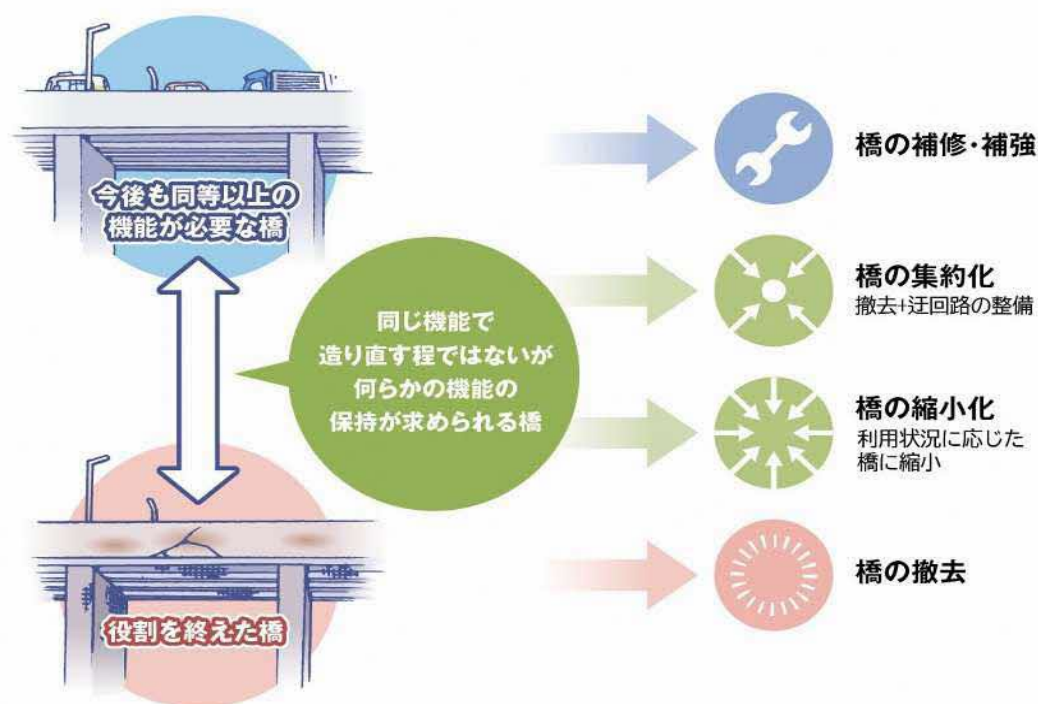 今後も同等以上の
機能が必要な橋
同じ機能で
造り直す程ではないが
何らかの機能の
保持が求められる橋
役割を終えた橋
橋の補修・補強
橋の集約化
撤去+迂回路の整備
橋の縮小化
利用状況に応じた
橋に縮小
橋の撤去